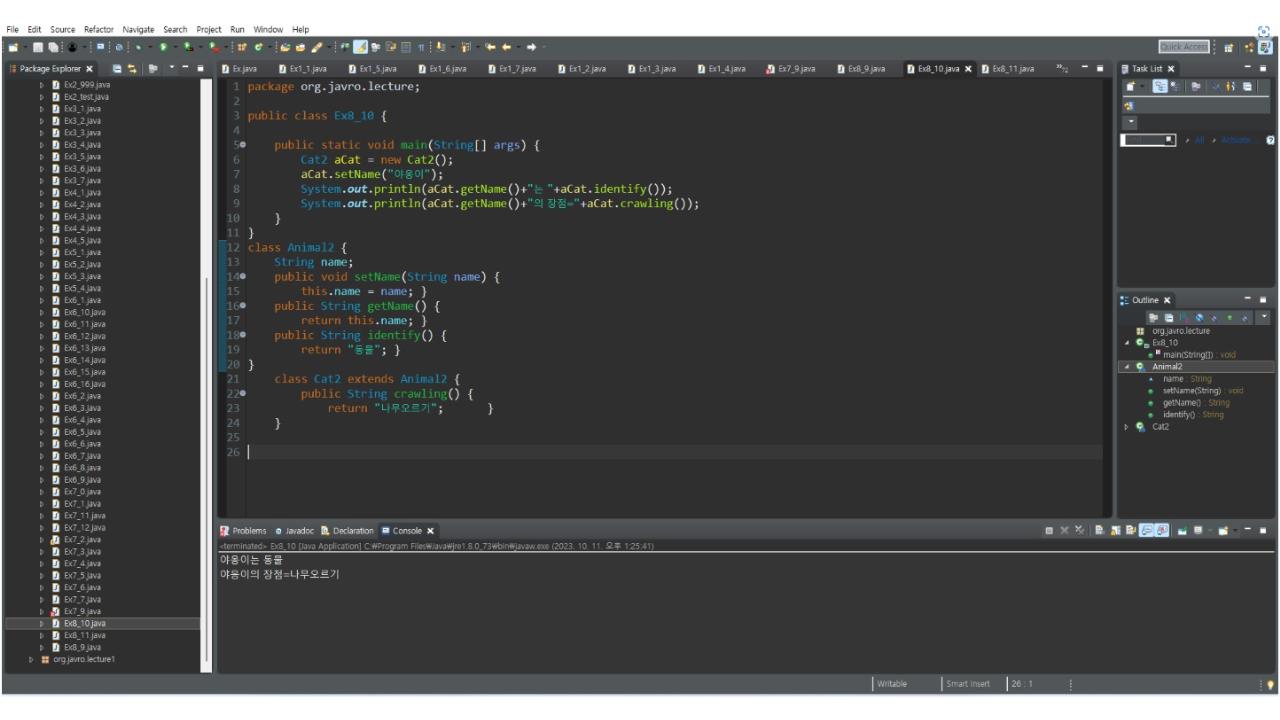 File Edit Source Refactor Navigate Search Project Run Window Help
Quick Access
Package Explorer
Ex2_999.java
Ex2_test.java
Ex3_1.java
Ex3_2.java
Ex3_3.java
Ex3_4.java
Ex3_5.java
Ex3_6.java
Ex3_7.java
Ex4_1.java
Ex4_2.java
Ex4_3.java
Ex4_4.java
Ex4_5.java
Ex5_1.java
Ex5_2.java
Ex5_3.java
Ex5_4.java
Ex6_1.java
Ex6_10.java
Ex6_11.java
Ex6_12.java
Ex6_13.java
Ex6_14.java
Ex6_15.java
Ex6_16.java
Ex6_2.java
Ex6_3.java
Ex6_4.java
Ex6_5.java
Ex6_6.java
Ex6_7.java
Ex6_8.java
Ex6_9.java
Ex7_0.java
Ex7_1.java
Ex7_11.java
Ex7_12.java
Ex7_2.java
Ex7_3.java
Ex7_4.java
Ex7_5.java
Ex7_6.java
Ex7_7.java
Ex7_9.java
Ex8_10.java
Ex8_11.java
Ex8_9.java
org.javro.lecture1
Ex.java Ex1_1.java Ex1_5.java Ex1_6.java Ex1_7.java Ex1_2.java Ex1_3.java Ex1_4.java Ex7_9.java Ex8_9.java Ex8_10.java Ex8_11.java
1 package org.javro.lecture;
2
3 public class Ex8_10 {
4
5 public static void main(String[] args) {
6 Cat2 aCat = new Cat2();
7 aCat.setName("야옹이");
8 System.out.println(aCat.getName()+"는 "+aCat.identify());
9 System.out.println(aCat.getName()+"의 장점="+aCat.crawling());
10 }
11 }
12 class Animal2 {
13 String name;
14 public void setName(String name) {
15 this.name = name; }
16 public String getName() {
17 return this.name; }
18 public String identify() {
19 return "동물"; }
20 }
21 class Cat2 extends Animal2 {
22 public String crawling() {
23 return "나무오르기"; }
24 }
25
26
Task List
All Activate...
Outline
org.javro.lecture
Ex8_10
main(String[]) : void
Animal2
name : String
setName(String) : void
getName() : String
identify() : String
Cat2
Problems Javadoc Declaration Console
<terminated> Ex8_10 [Java Application] C:₩Program Files₩Java₩jre1.8.0_73₩bin₩javaw.exe (2023. 10. 11. 오후 1:25:41)
야옹이는 동물
야옹이의 장점=나무오르기
Writable Smart Insert 26 : 1